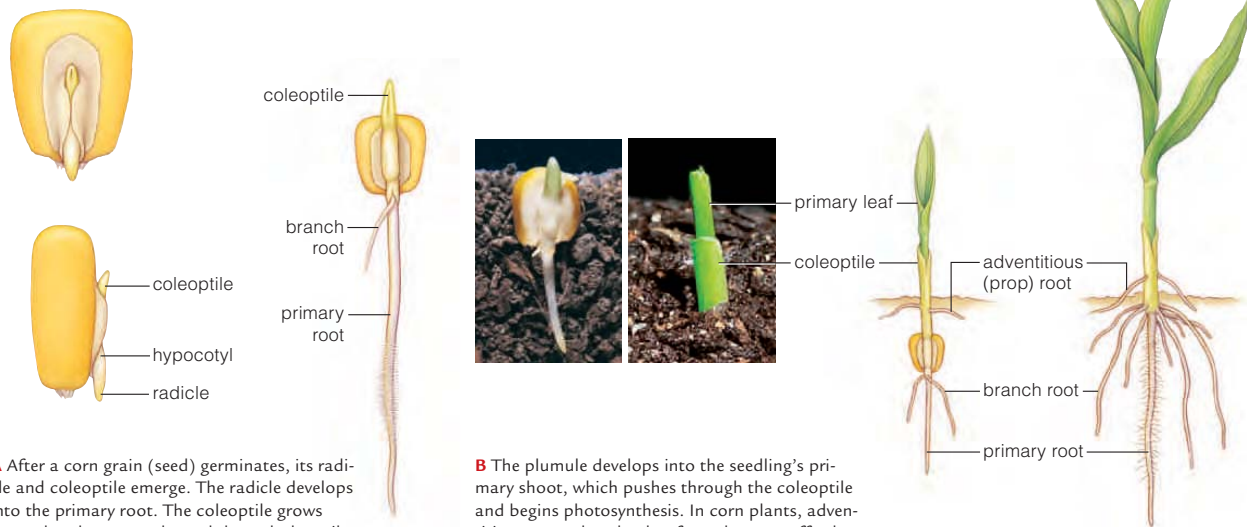 coleoptile
hypocotyl
radicle
coleoptile
branch
root
primary
root
A After a corn grain (seed) germinates, its radi-
le and coleoptile emerge. The radicle develops
nto the primary root. The coleoptile grows
primary leaf
coleoptile
adventitious
(prop) root
branch root
primary root
B The plumule develops into the seedling's pri-
mary shoot, which pushes through the coleoptile
and begins photosynthesis. In corn plants, adven-